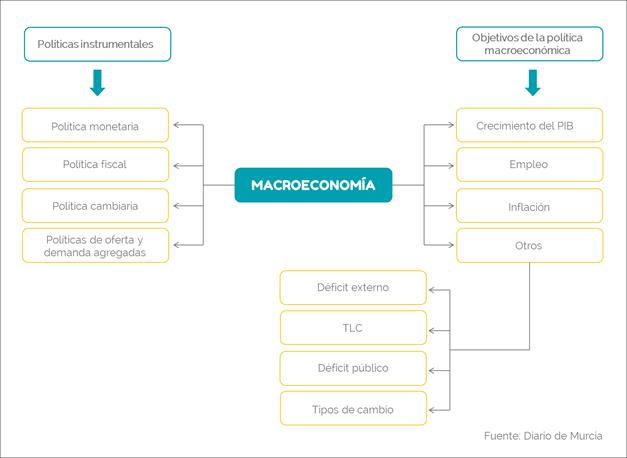 Políticas instrumentales
Objetivos de la política
macroeconómica
Política monetaria
Política fiscal
Política cambiaria
Políticas de oferta y
demanda agregadas
MACROECONOMÍA
Crecimiento del PIB
Empleo
Inflación
Otros
Déficit externo
TLC
Déficit público
Tipos de cambio
Fuente: Diario de Murcia